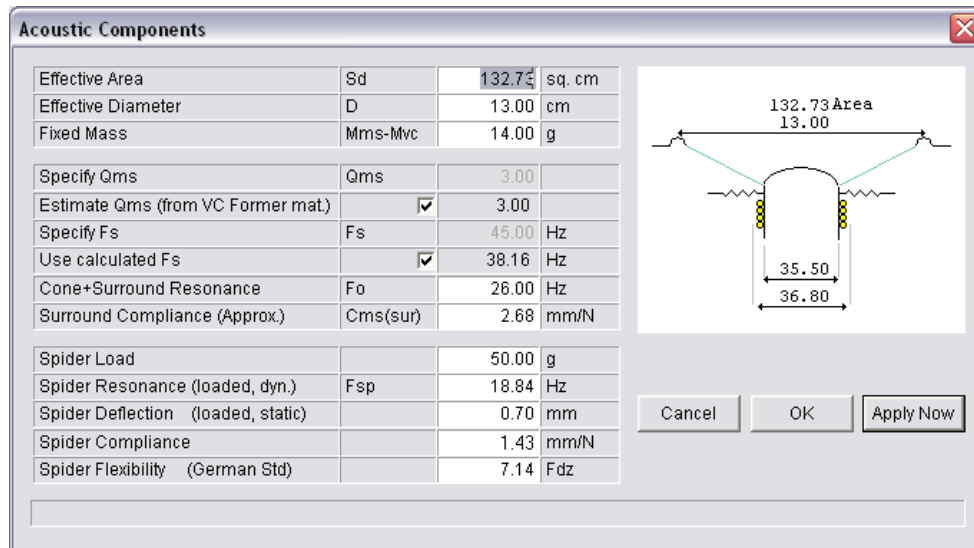 Acoustic Components
Effective Area Sd 132.73 sq. cm
Effective Diameter D 13.00 cm
Fixed Mass Mms-Mvc 14.00 g
Specify Qms Qms 3.00
Estimate Qms (from VC Former mat.) 3.00
Specify Fs Fs 45.00 Hz
Use calculated Fs 38.16 Hz
Cone+Surround Resonance Fo 26.00 Hz
Surround Compliance (Approx.) Cms(sur) 2.68 mm/N
Spider Load 50.00 g
Spider Resonance (loaded, dyn.) Fsp 18.84 Hz
Spider Deflection (loaded, static) 0.70 mm
Spider Compliance 1.43 mm/N
Spider Flexibility (German Std) 7.14 Fdz
132.73 Area
13.00
35.50
36.80
Cancel OK Apply Now